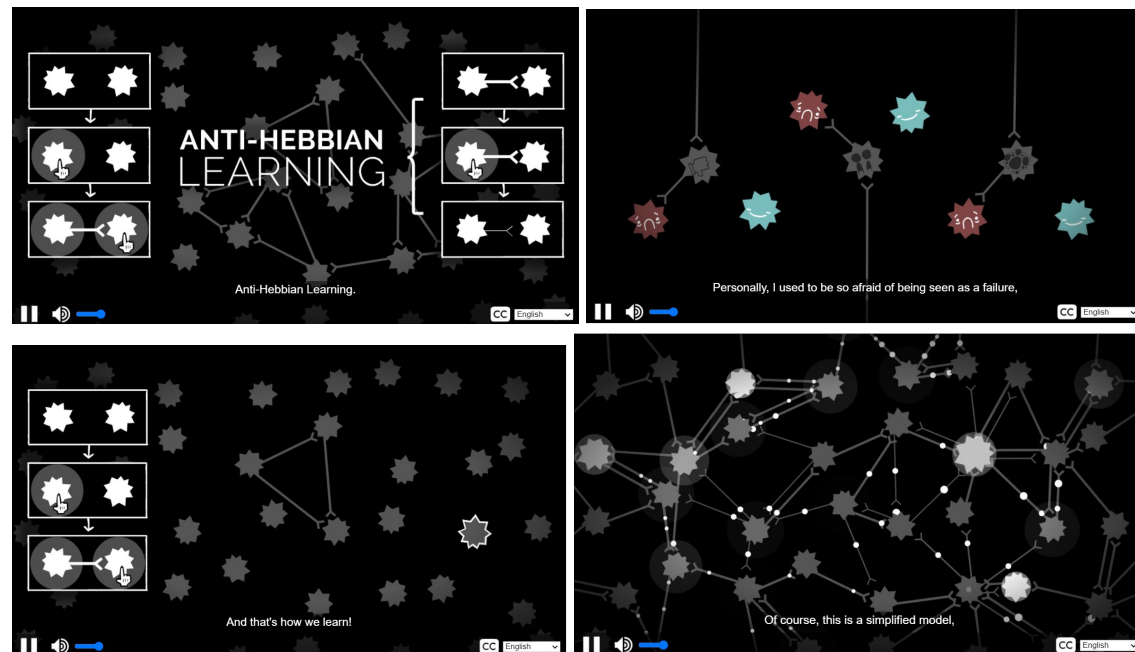 ANTI-HEBBIAN
LEARNING
Anti-Hebbian Learning.
CC English
Personally, I used to be so afraid of being seen as a failure,
CC English
And that's how we learn!
CC English
Of course, this is a simplified model,
CC English